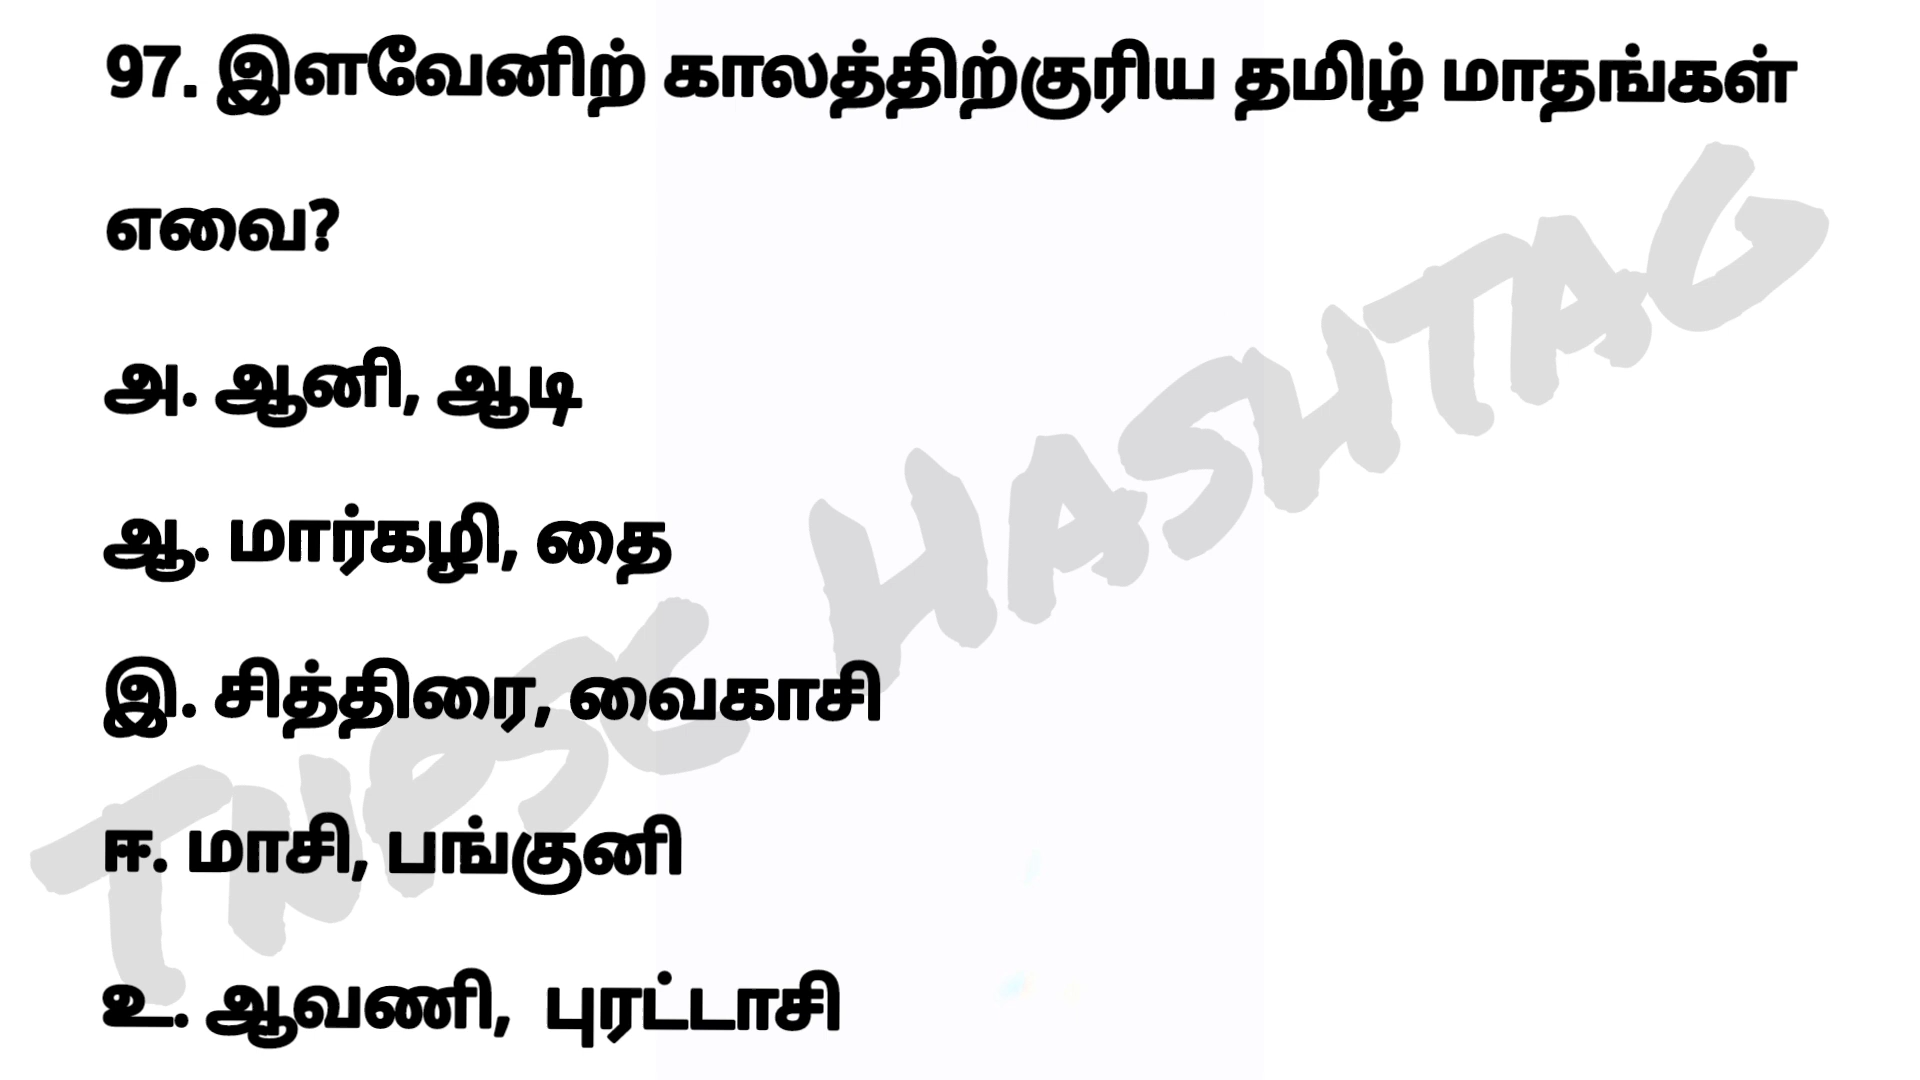 97. இளவேனிற் காலத்திற்குரிய தமிழ் மாதங்கள்
எவை?
அ. ஆனி, ஆடி
ஆ. மார்கழி, தை
இ. சித்திரை, வைகாசி
ஈ. மாசி, பங்குனி
உ. ஆவணி, புரட்டாசி
TNPSC HASHTAG